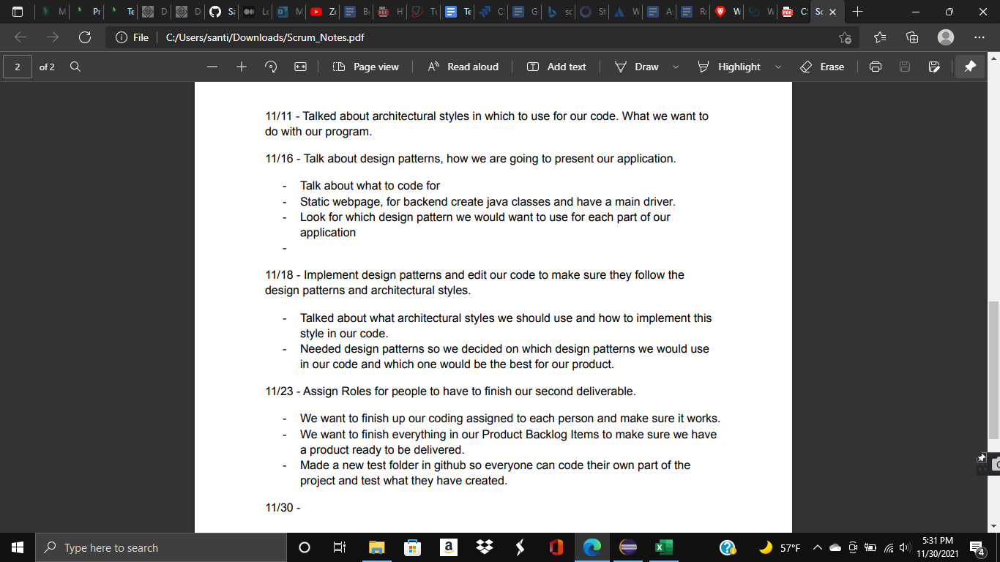 M
Pr
Te
D
D
Sa
Lo
M
Zo
Be
H
Tu
Te
C
G
sc
St
W
A
R
W
W
C
Sc
File
C:/Users/santi/Downloads/Scrum_Notes.pdf
2 of 2
Page view
Read aloud
Add text
Draw
Highlight
Erase
11/11 - Talked about architectural styles in which to use for our code. What we want to
do with our program.
11/16 - Talk about design patterns, how we are going to present our application.
- Talk about what to code for
- Static webpage, for backend create java classes and have a main driver.
- Look for which design pattern we would want to use for each part of our
application
-
11/18 - Implement design patterns and edit our code to make sure they follow the
design patterns and architectural styles.
- Talked about what architectural styles we should use and how to implement this
style in our code.
- Needed design patterns so we decided on which design patterns we would use
in our code and which one would be the best for our product.
11/23 - Assign Roles for people to have to finish our second deliverable.
- We want to finish up our coding assigned to each person and make sure it works.
- We want to finish everything in our Product Backlog Items to make sure we have
a product ready to be delivered.
- Made a new test folder in github so everyone can code their own part of the
project and test what they have created.
11/30 -
Type here to search
57°F
5:31 PM
11/30/2021
4